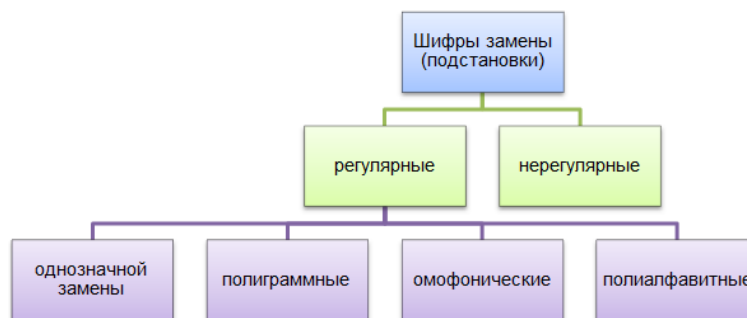 Шифры замены
(подстановки)
регулярные
нерегулярные
однозначной
замены
полиграммные
омофонические
полиалфавитные